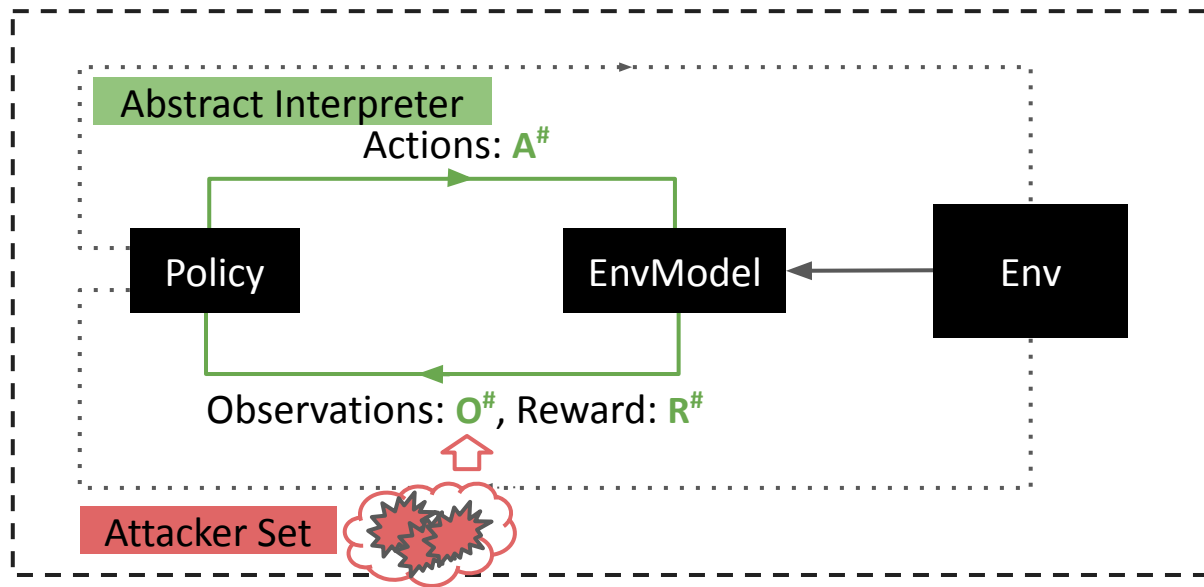 Abstract Interpreter
Actions: A#
Policy
EnvModel
Env
Observations: O#, Reward: R#
Attacker Set